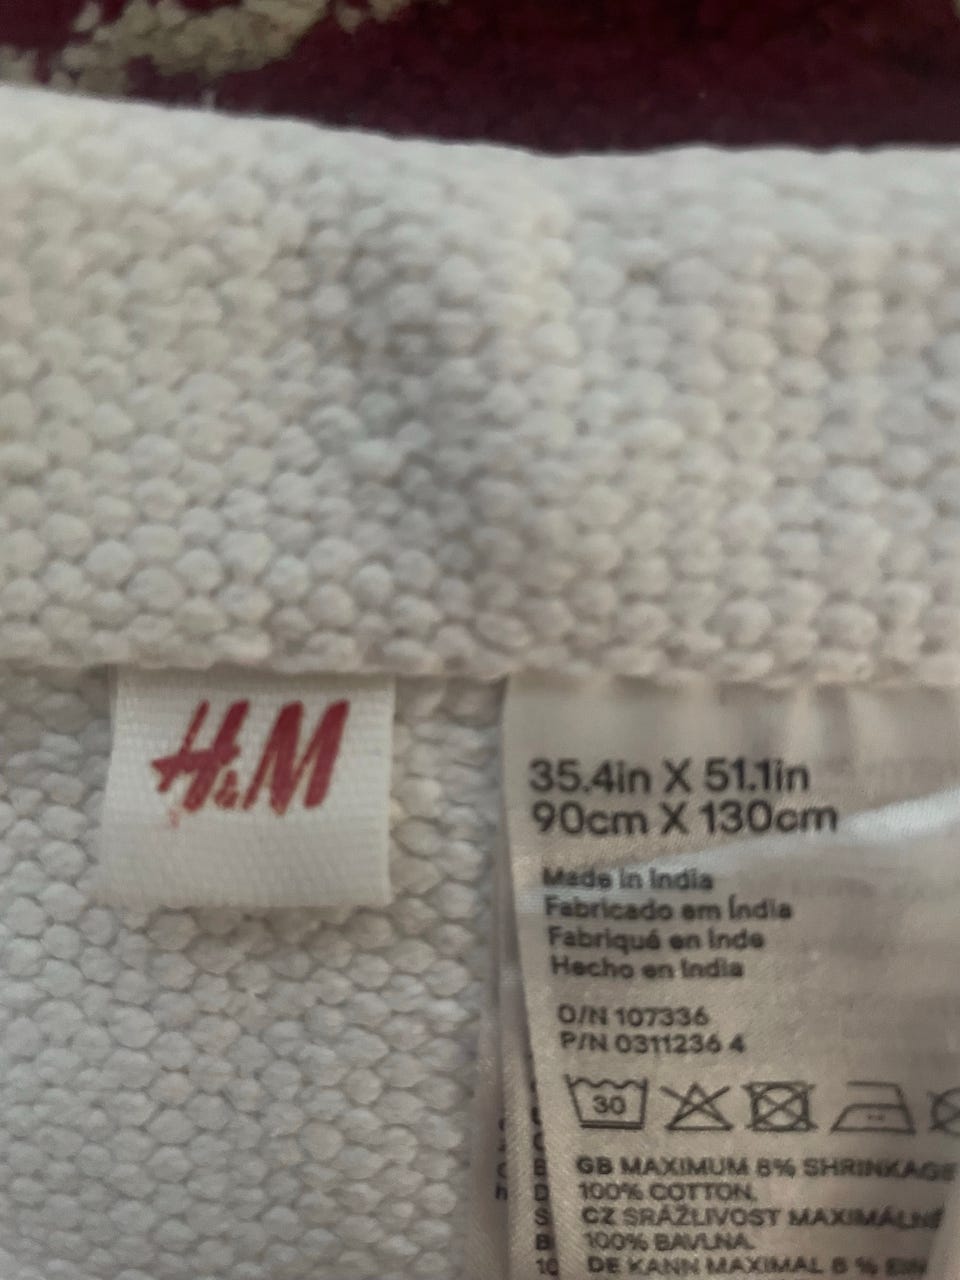 H&M
35.4in X 51.1in
90cm X 130cm
Made in India
Fabricado em Índia
Fabriqué en Inde
Hecho en India
O/N 107336
P/N 0311236 4
30
GB MAXIMUM 8% SHRINKAGE
100% COTTON.
CZ SRÁŽLIVOST MAXIMÁLNĚ
100% BAVLNA.
DE KANN MAXIMAL 8 % EIN